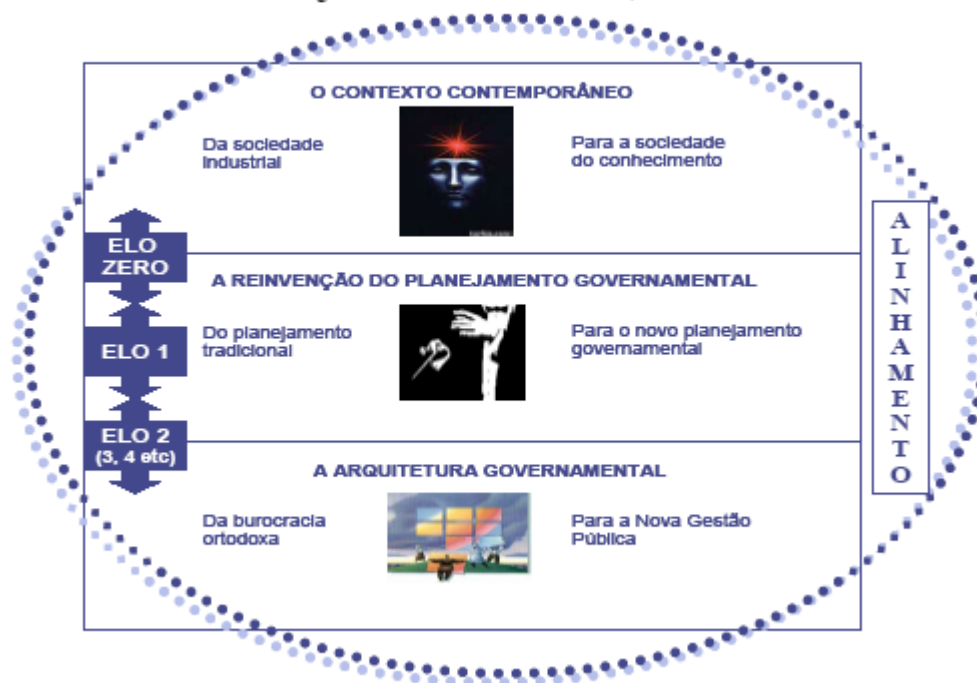 O CONTEXTO CONTEMPORÂNEO
Da sociedade
industrial
Para a sociedade
do conhecimento
ELO
ZERO
A REINVENÇÃO DO PLANEJAMENTO GOVERNAMENTAL
Do planejamento
tradicional
Para o novo planejamento
governamental
ELO 1
ELO 2
(3, 4 etc)
A ARQUITETURA GOVERNAMENTAL
Da burocracia
ortodoxa
Para a Nova Gestão
Pública
ALINHAMENTO